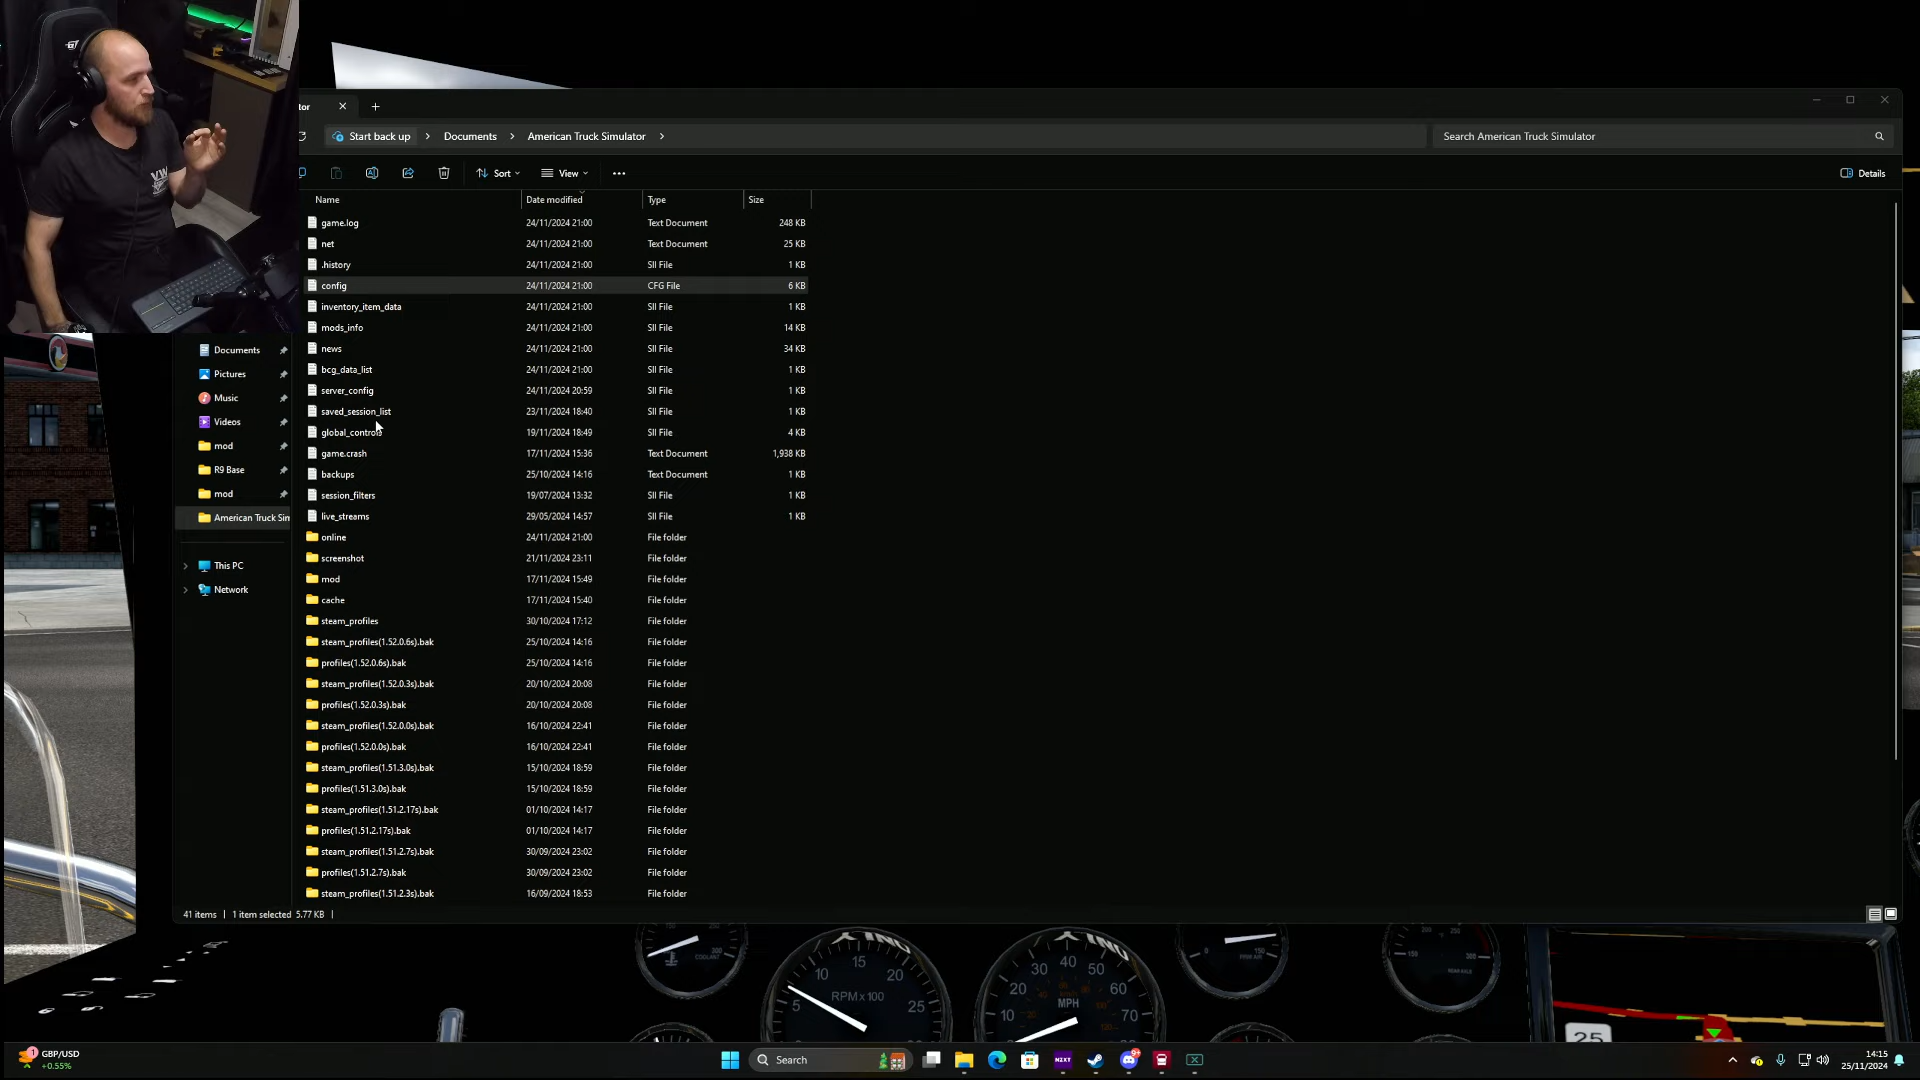 tor
Start back up > Documents > American Truck Simulator >
Search American Truck Simulator
Sort
View
Details
Name Date modified Type Size
game.log 24/11/2024 21:00 Text Document 248 KB
net 24/11/2024 21:00 Text Document 25 KB
.history 24/11/2024 21:00 SII File 1 KB
config 24/11/2024 21:00 CFG File 6 KB
inventory_item_data 24/11/2024 21:00 SII File 1 KB
mods_info 24/11/2024 21:00 SII File 14 KB
news 24/11/2024 21:00 SII File 34 KB
bcg_data_list 24/11/2024 21:00 SII File 1 KB
server_config 24/11/2024 20:59 SII File 1 KB
saved_session_list 23/11/2024 18:40 SII File 1 KB
global_controls 19/11/2024 18:49 SII File 4 KB
game.crash 17/11/2024 15:36 Text Document 1,938 KB
backups 25/10/2024 14:16 Text Document 1 KB
session_filters 19/07/2024 13:32 SII File 1 KB
live_streams 29/05/2024 14:57 SII File 1 KB
online 24/11/2024 21:00 File folder
screenshot 21/11/2024 23:11 File folder
mod 17/11/2024 15:49 File folder
cache 17/11/2024 15:40 File folder
steam_profiles 30/10/2024 17:12 File folder
steam_profiles(1.52.0.6s).bak 25/10/2024 14:16 File folder
profiles(1.52.0.6s).bak 25/10/2024 14:16 File folder
steam_profiles(1.52.0.3s).bak 20/10/2024 20:08 File folder
profiles(1.52.0.3s).bak 20/10/2024 20:08 File folder
steam_profiles(1.52.0.0s).bak 16/10/2024 22:41 File folder
profiles(1.52.0.0s).bak 16/10/2024 22:41 File folder
steam_profiles(1.51.3.0s).bak 15/10/2024 18:59 File folder
profiles(1.51.3.0s).bak 15/10/2024 18:59 File folder
steam_profiles(1.51.2.17s).bak 01/10/2024 14:17 File folder
profiles(1.51.2.17s).bak 01/10/2024 14:17 File folder
steam_profiles(1.51.2.7s).bak 30/09/2024 23:02 File folder
profiles(1.51.2.7s).bak 30/09/2024 23:02 File folder
steam_profiles(1.51.2.3s).bak 16/09/2024 18:53 File folder
Documents
Pictures
Music
Videos
mod
R9 Base
mod
American Truck Sim
This PC
Network
41 items | 1 item selected 5.77 KB |
COOLANT
5 10 15 20 25
RPM x 100
10 20 30 40 50 60 70
MPH
0 150
150 300
REAR AXLE
25
GBP/USD
+0.55%
Search
NZXT
14:15
25/11/2024